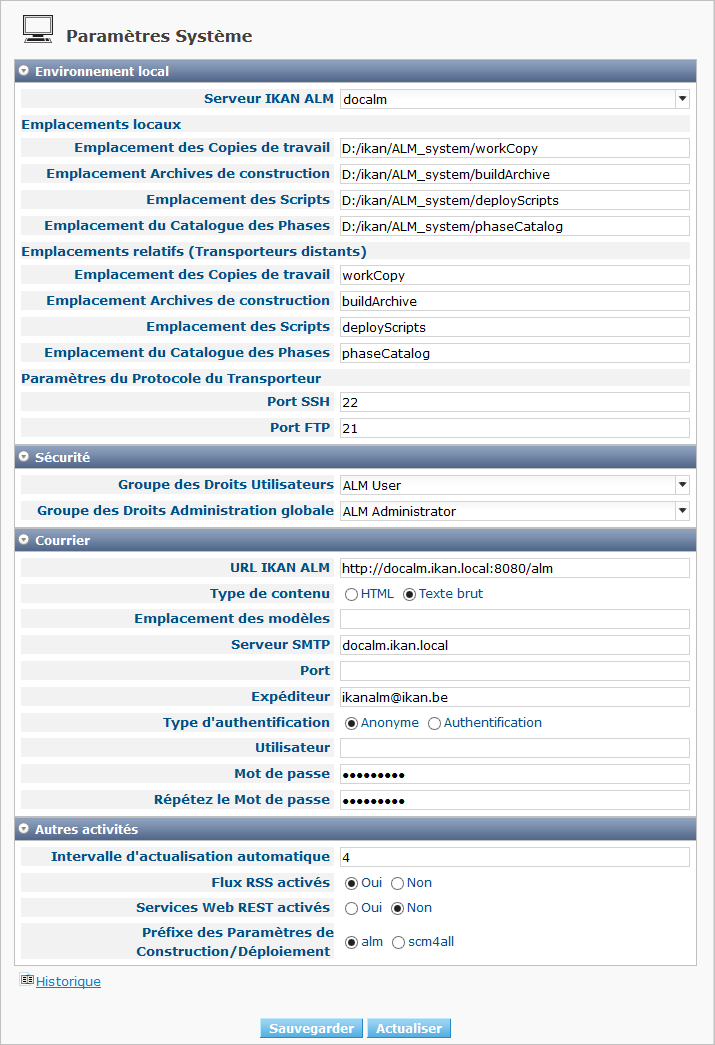 Paramètres Système
Environnement local
Serveur IKAN ALM docalm
Emplacements locaux
Emplacement des Copies de travail D:/ikan/ALM_system/workCopy
Emplacement Archives de construction D:/ikan/ALM_system/buildArchive
Emplacement des Scripts D:/ikan/ALM_system/deployScripts
Emplacement du Catalogue des Phases D:/ikan/ALM_system/phaseCatalog
Emplacements relatifs (Transporteurs distants)
Emplacement des Copies de travail workCopy
Emplacement Archives de construction buildArchive
Emplacement des Scripts deployScripts
Emplacement du Catalogue des Phases phaseCatalog
Paramètres du Protocole du Transporteur
Port SSH 22
Port FTP 21
Sécurité
Groupe des Droits Utilisateurs ALM User
Groupe des Droits Administration globale ALM Administrator
Courrier
URL IKAN ALM http://docalm.ikan.local:8080/alm
Type de contenu HTML Texte brut
Emplacement des modèles
Serveur SMTP docalm.ikan.local
Port
Expéditeur ikanalm@ikan.be
Type d'authentification Anonyme Authentification
Utilisateur
Mot de passe •••••••••
Répétez le Mot de passe •••••••••
Autres activités
Intervalle d'actualisation automatique 4
Flux RSS activés Oui Non
Services Web REST activés Oui Non
Préfixe des Paramètres de
Construction/Déploiement alm scm4all
Historique
Sauvegarder Actualiser